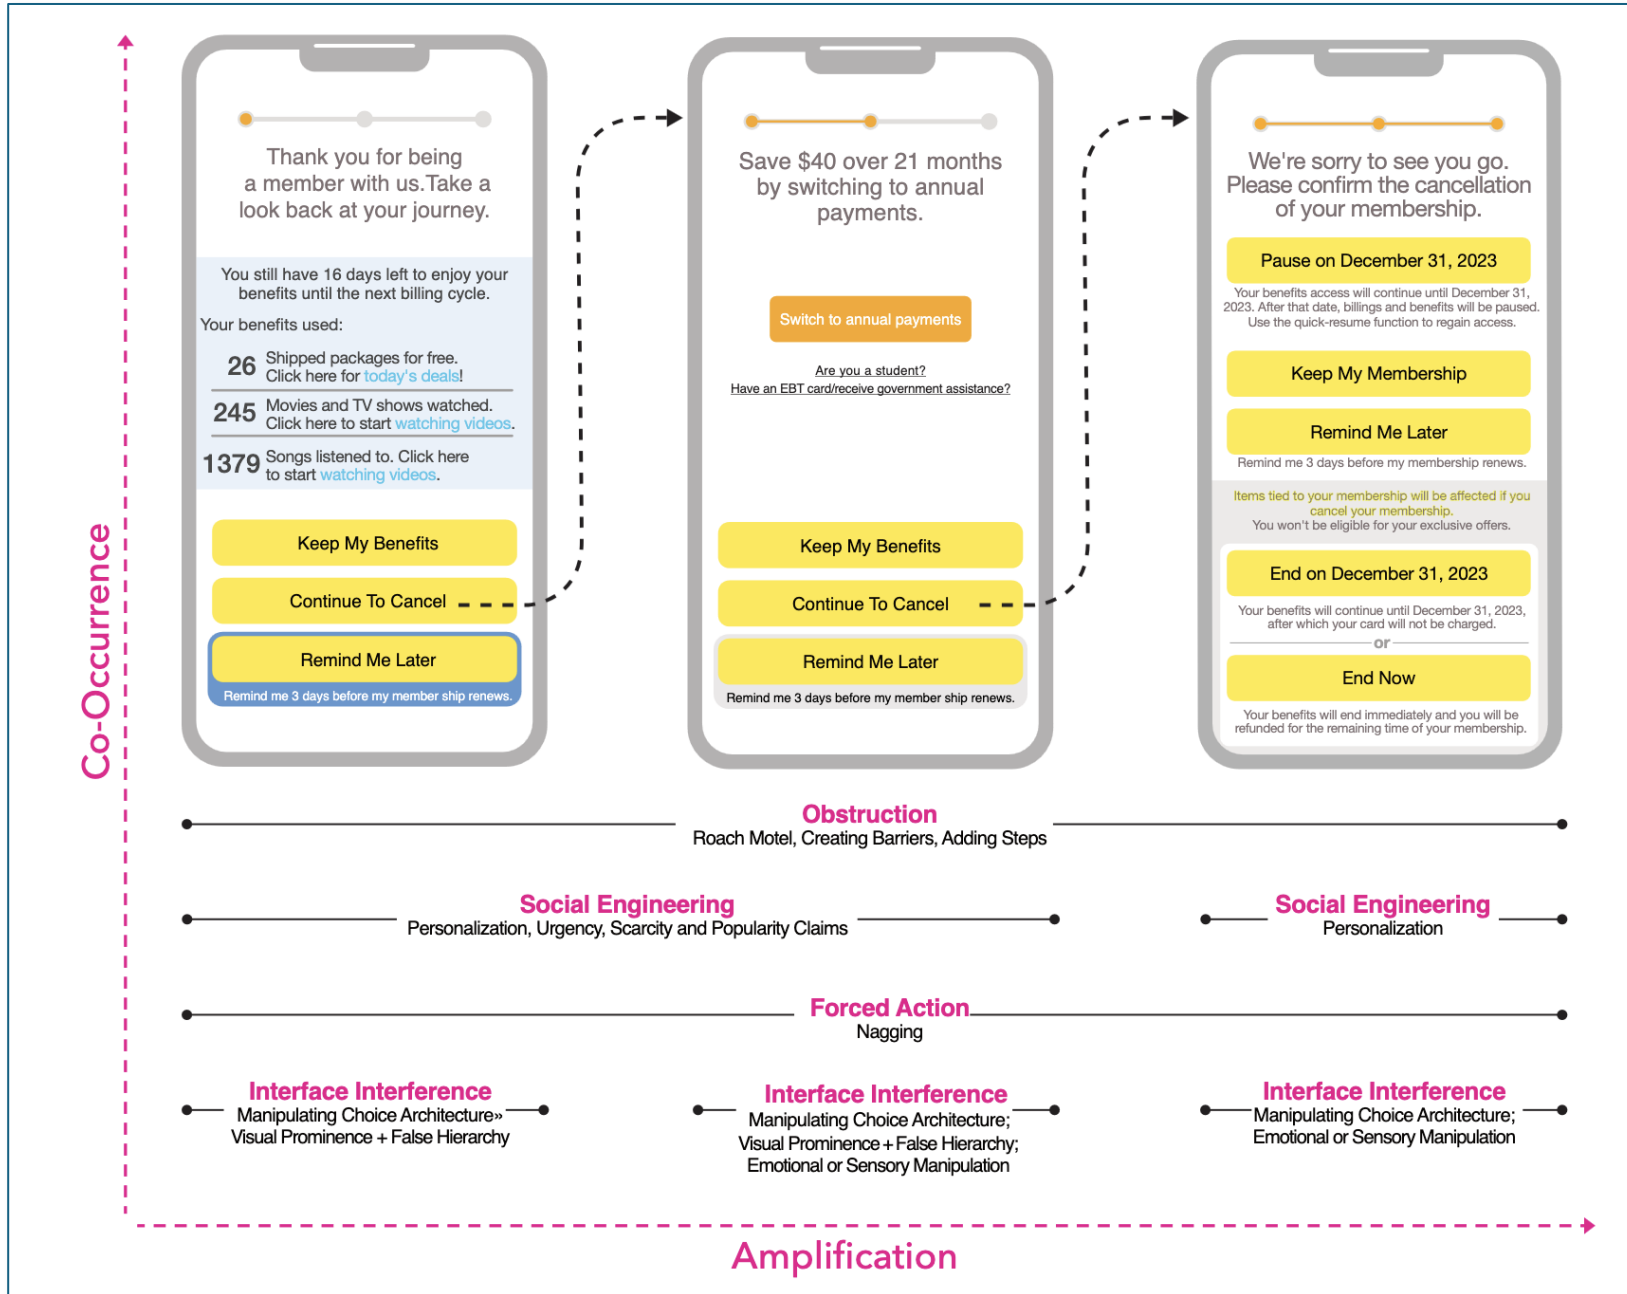 Thank you for being
a member with us.Take a
look back at your journey.
You still have 16 days left to enjoy your
benefits until the next billing cycle.
Your benefits used:
26 Shipped packages for free.
Click here for today's deals!
245 Movies and TV shows watched.
Click here to start watching videos.
1379 Songs listened to. Click here
to start watching videos.
Keep My Benefits
Continue To Cancel
Remind Me Later
Remind me 3 days before my member ship renews.
Save $40 over 21 months
by switching to annual
payments.
Switch to annual payments
Are you a student?
Have an EBT card/receive government assistance?
Keep My Benefits
Continue To Cancel
Remind Me Later
Remind me 3 days before my member ship renews.
We're sorry to see you go.
Please confirm the cancellation
of your membership.
Pause on December 31, 2023
Your benefits access will continue until December 31,
2023. After that date, billings and benefits will be paused.
Use the quick-resume function to regain access.
Keep My Membership
Remind Me Later
Remind me 3 days before my membership renews.
Items tied to your membership will be affected if you
cancel your membership.
You won't be eligible for your exclusive offers.
End on December 31, 2023
Your benefits will continue until December 31, 2023,
after which your card will not be charged.
or
End Now
Your benefits will end immediately and you will be
refunded for the remaining time of your membership.
Co-Occurrence
Obstruction
Roach Motel, Creating Barriers, Adding Steps
Social Engineering
Personalization, Urgency, Scarcity and Popularity Claims
Social Engineering
Personalization
Forced Action
Nagging
Interface Interference
Manipulating Choice Architecture»
Visual Prominence + False Hierarchy
Interface Interference
Manipulating Choice Architecture;
Visual Prominence + False Hierarchy;
Emotional or Sensory Manipulation
Interface Interference
Manipulating Choice Architecture;
Emotional or Sensory Manipulation
Amplification